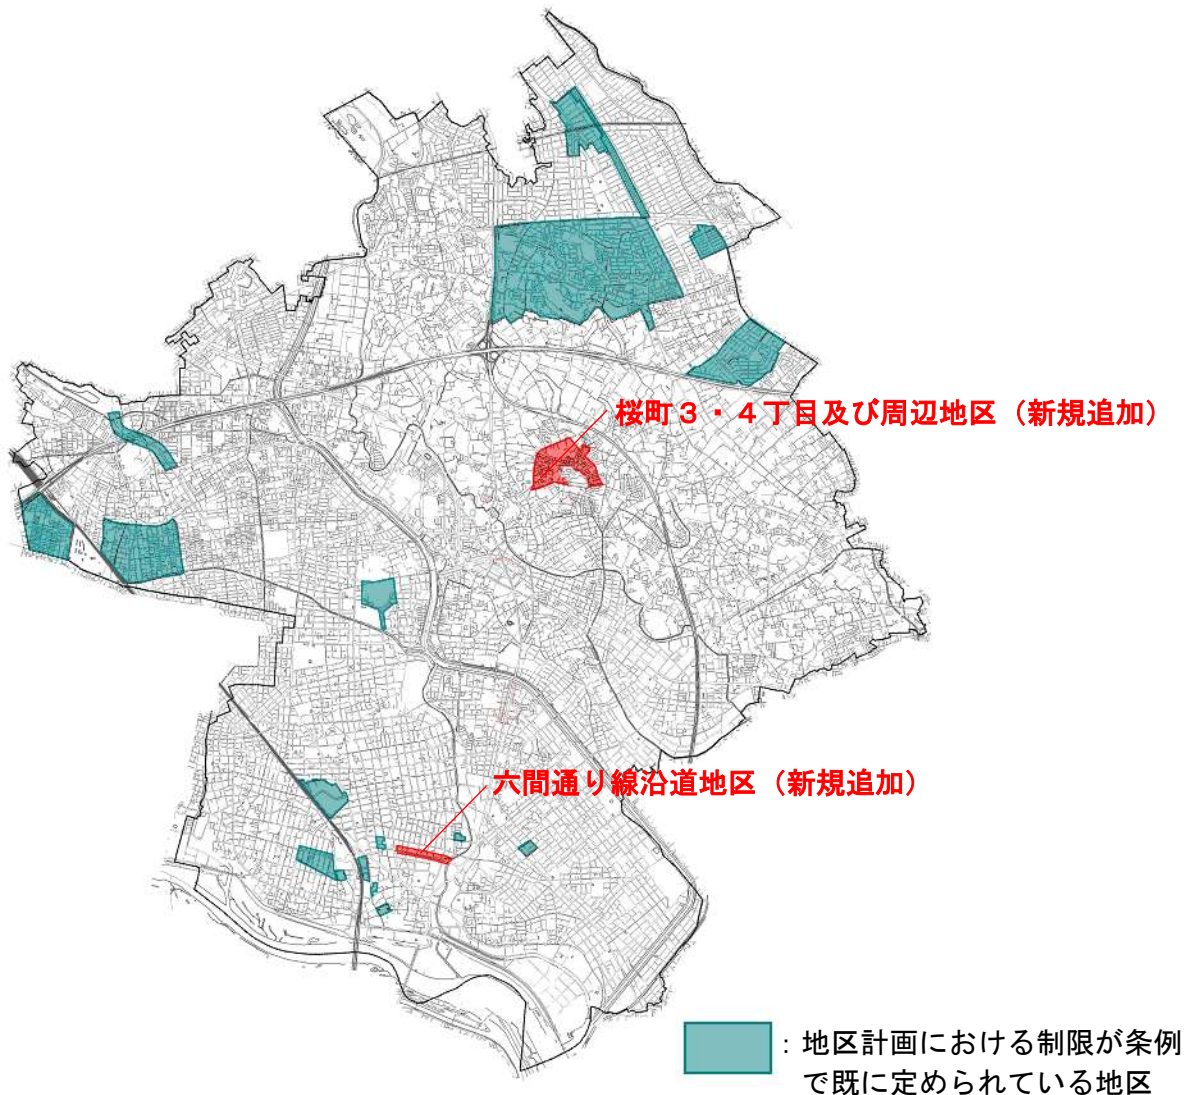 桜町３・４丁目及び周辺地区（新規追加）
六間通り線沿道地区（新規追加）
：地区計画における制限が条例
で既に定められている地区